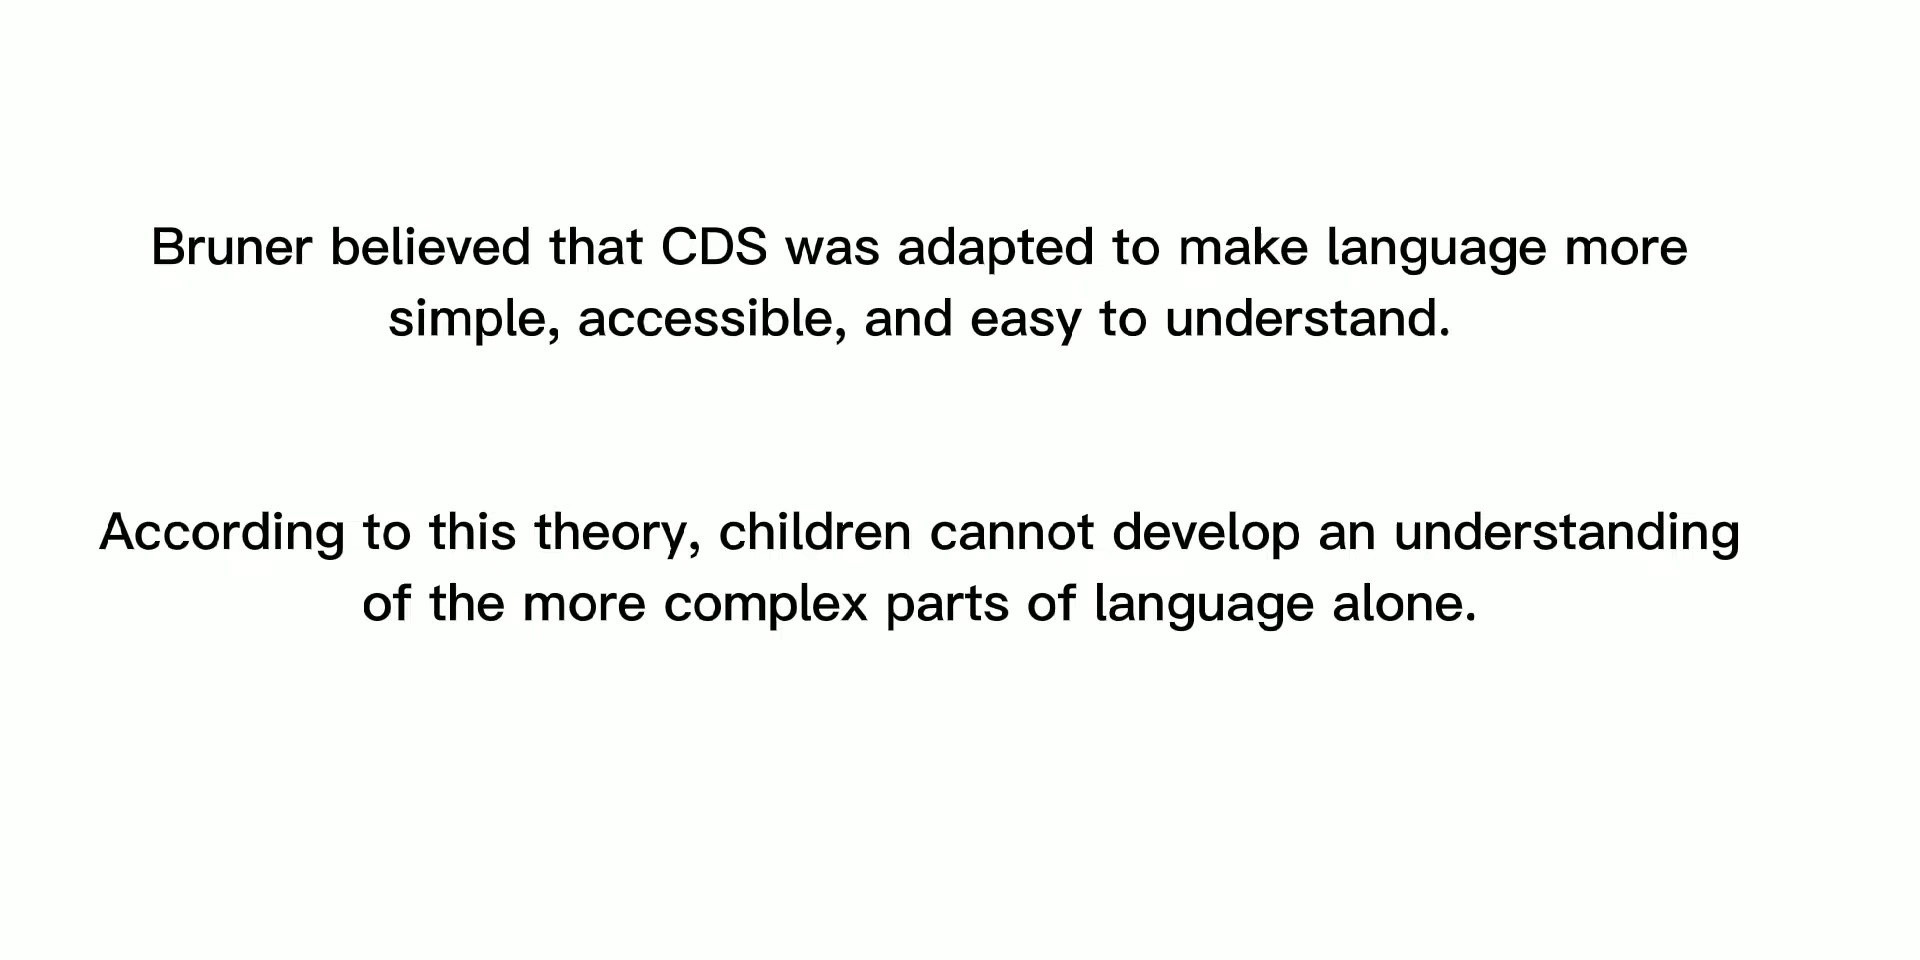 Bruner believed that CDS was adapted to make language more
simple, accessible, and easy to understand.
According to this theory, children cannot develop an understanding
of the more complex parts of language alone.